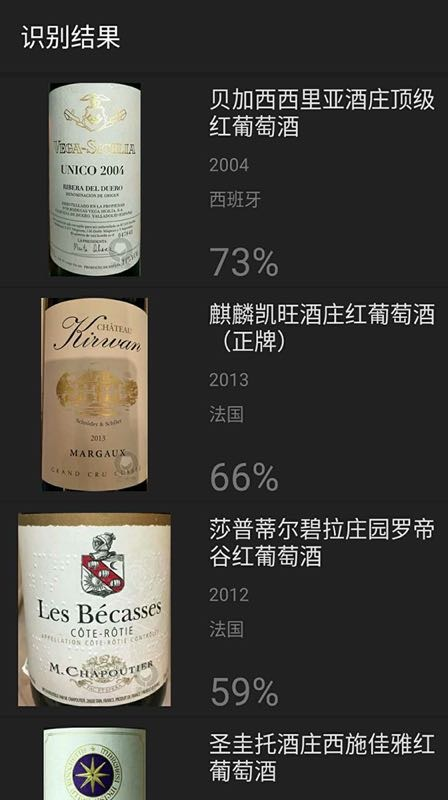 识别结果
VEGA-SICILIA
UNICO 2004
RIBERA DEL DUERO
DENOMINACIÓN DE ORIGEN
贝加西西里亚酒庄顶级
红葡萄酒
2004
西班牙
73%
CHÂTEAU
Kirwan
Schröder & Schÿler
2013
MARGAUX
GRAND CRU CLASSÉ
麒麟凯旺酒庄红葡萄酒
（正牌）
2013
法国
66%
Les Bécasses
CÔTE-RÔTIE
APPELLATION CÔTE-RÔTIE CONTRÔLÉE
M. CHAPOUTIER
莎普蒂尔碧拉庄园罗帝
谷红葡萄酒
2012
法国
59%
圣圭托酒庄西施佳雅红
葡萄酒